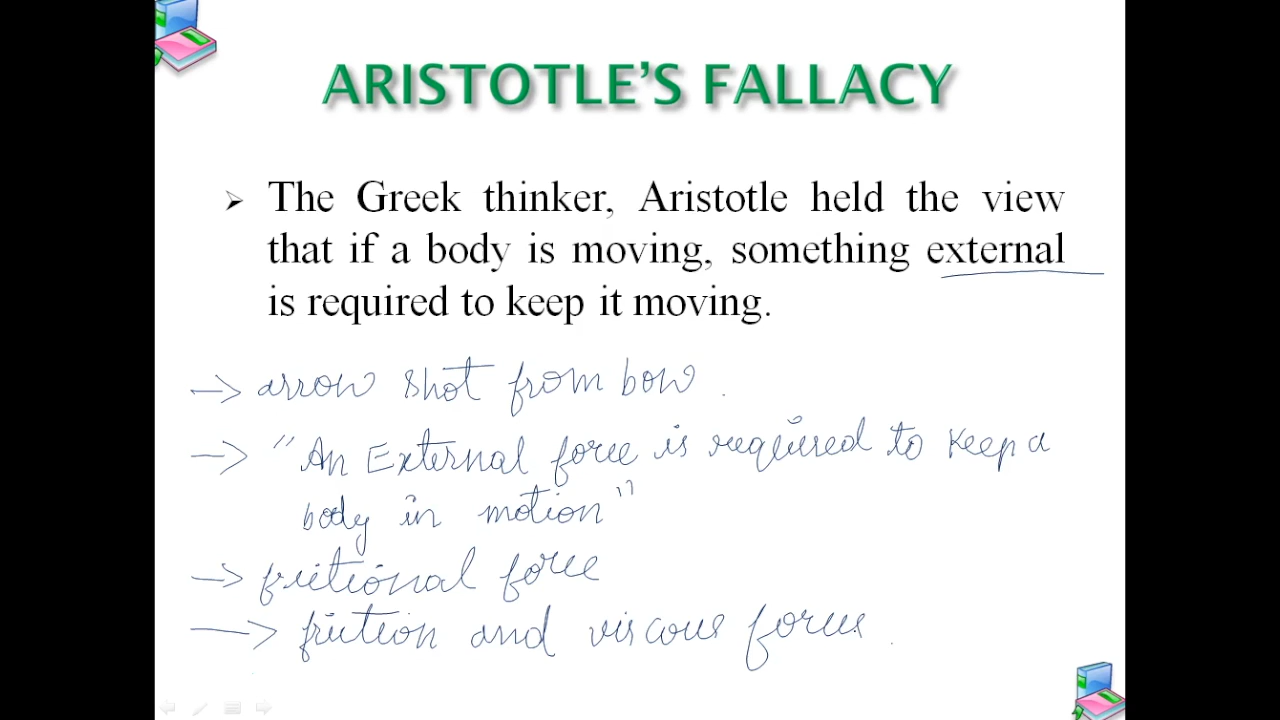 ARISTOTLE'S FALLACY
The Greek thinker, Aristotle held the view
that if a body is moving, something external
is required to keep it moving.
→ arrow shot from bow.
→ "An External force is required to keep a
body in motion"
→ frictional force
→ friction and viscous forces.